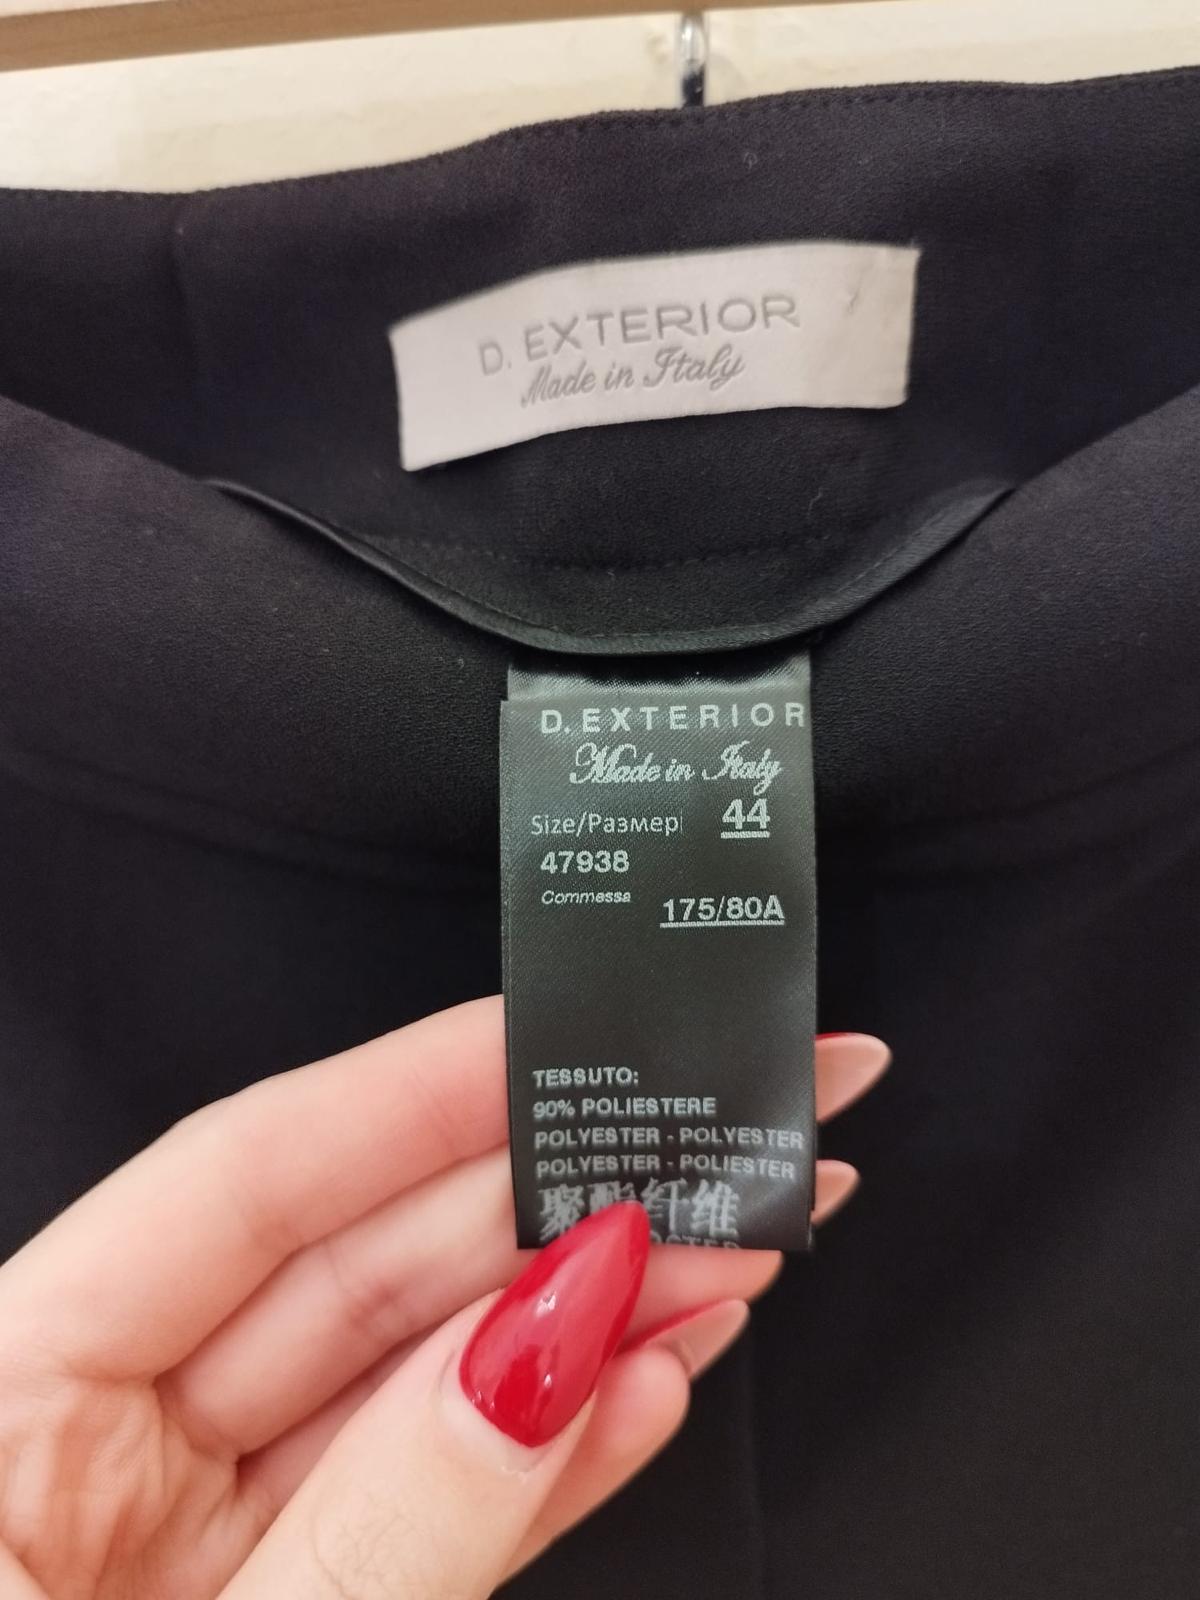 D. EXTERIOR
Made in Italy
D. EXTERIOR
Made in Italy
Size/Размер 44
47938
Commessa
175/80A
TESSUTO:
90% POLIESTERE
POLYESTER - POLYESTER
POLYESTER - POLIESTER
聚酯纤维